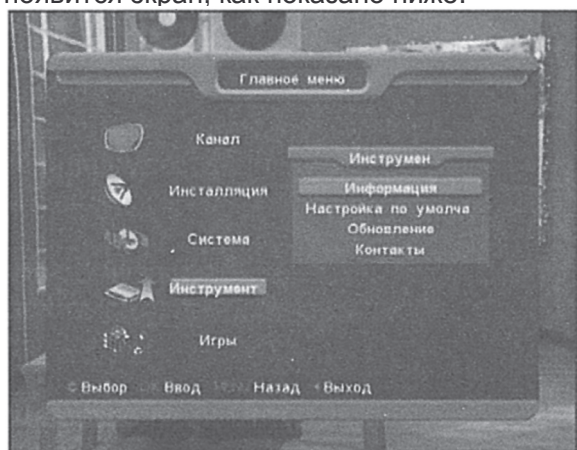 появится экран, как показано ниже:
Главное меню
Канал
Инсталляция
Система
Инструмент
Игры
Инструмен
Информация
Настройка по умолча
Обновление
Контакты
Выбор Ввод Назад Выход